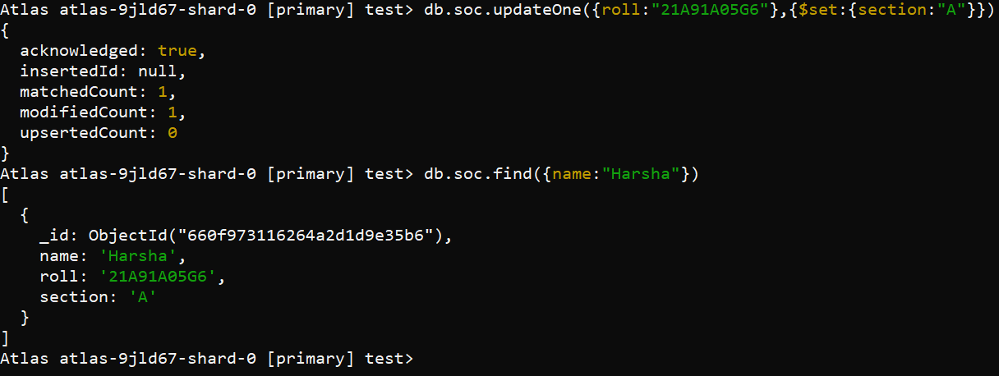 Atlas atlas-9jld67-shard-0 [primary] test> db.soc.updateOne({roll:"21A91A05G6"},{$set:{section:"A"}})
{
  acknowledged: true,
  insertedId: null,
  matchedCount: 1,
  modifiedCount: 1,
  upsertedCount: 0
}
Atlas atlas-9jld67-shard-0 [primary] test> db.soc.find({name:"Harsha"})
[
  {
    _id: ObjectId("660f973116264a2d1d9e35b6"),
    name: 'Harsha',
    roll: '21A91A05G6',
    section: 'A'
  }
]
Atlas atlas-9jld67-shard-0 [primary] test>